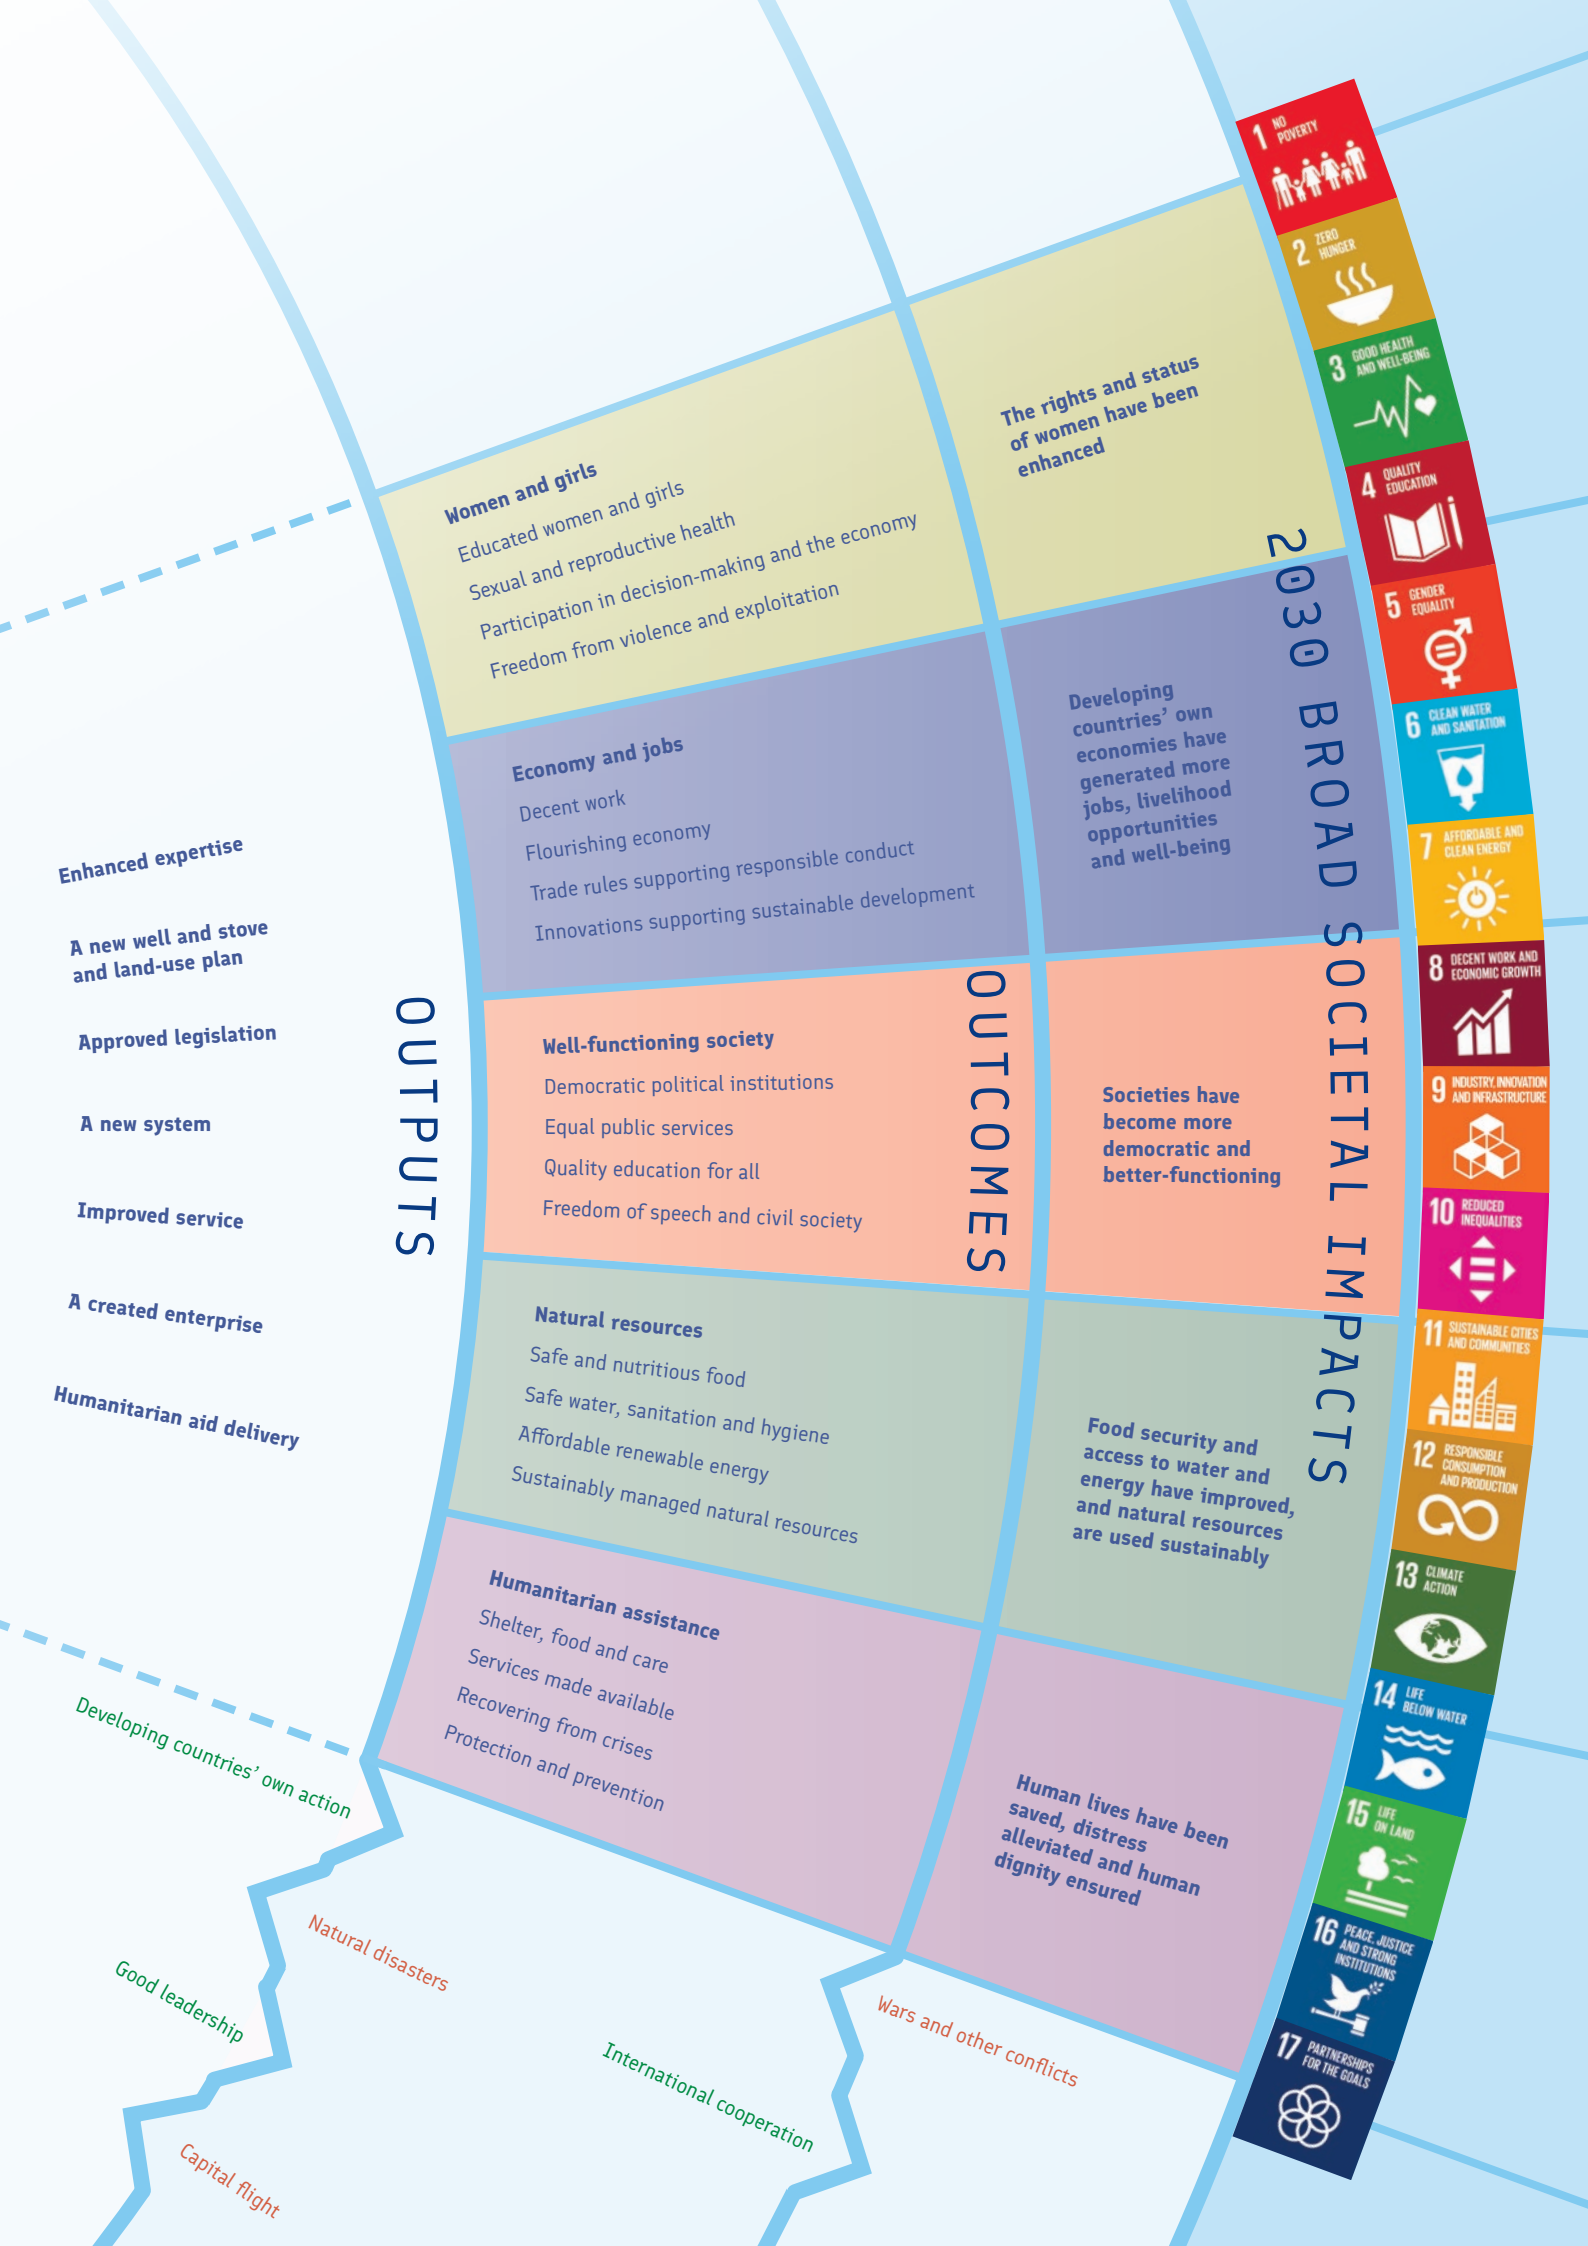 Enhanced expertise
A new well and stove
and land-use plan
Approved legislation
A new system
Improved service
A created enterprise
Humanitarian aid delivery
OUTPUTS
Women and girls
Educated women and girls
Sexual and reproductive health
Participation in decision-making and the economy
Freedom from violence and exploitation
Economy and jobs
Decent work
Flourishing economy
Trade rules supporting responsible conduct
Innovations supporting sustainable development
Well-functioning society
Democratic political institutions
Equal public services
Quality education for all
Freedom of speech and civil society
Natural resources
Safe and nutritious food
Safe water, sanitation and hygiene
Affordable renewable energy
Sustainably managed natural resources
Humanitarian assistance
Shelter, food and care
Services made available
Recovering from crises
Protection and prevention
OUTCOMES
The rights and status
of women have been
enhanced
Developing
countries’ own
economies have
generated more
jobs, livelihood
opportunities
and well-being
Societies have
become more
democratic and
better-functioning
Food security and
access to water and
energy have improved,
and natural resources
are used sustainably
Human lives have been
saved, distress
alleviated and human
dignity ensured
2030 BROAD SOCIETAL IMPACTS
1 NO
POVERTY
2 ZERO
HUNGER
3 GOOD HEALTH
AND WELL-BEING
4 QUALITY
EDUCATION
5 GENDER
EQUALITY
6 CLEAN WATER
AND SANITATION
7 AFFORDABLE AND
CLEAN ENERGY
8 DECENT WORK AND
ECONOMIC GROWTH
9 INDUSTRY, INNOVATION
AND INFRASTRUCTURE
10 REDUCED
INEQUALITIES
11 SUSTAINABLE CITIES
AND COMMUNITIES
12 RESPONSIBLE
CONSUMPTION
AND PRODUCTION
13 CLIMATE
ACTION
14 LIFE
BELOW WATER
15 LIFE
ON LAND
16 PEACE, JUSTICE
AND STRONG
INSTITUTIONS
17 PARTNERSHIPS
FOR THE GOALS
Developing countries’ own action
Natural disasters
Good leadership
Wars and other conflicts
International cooperation
Capital flight